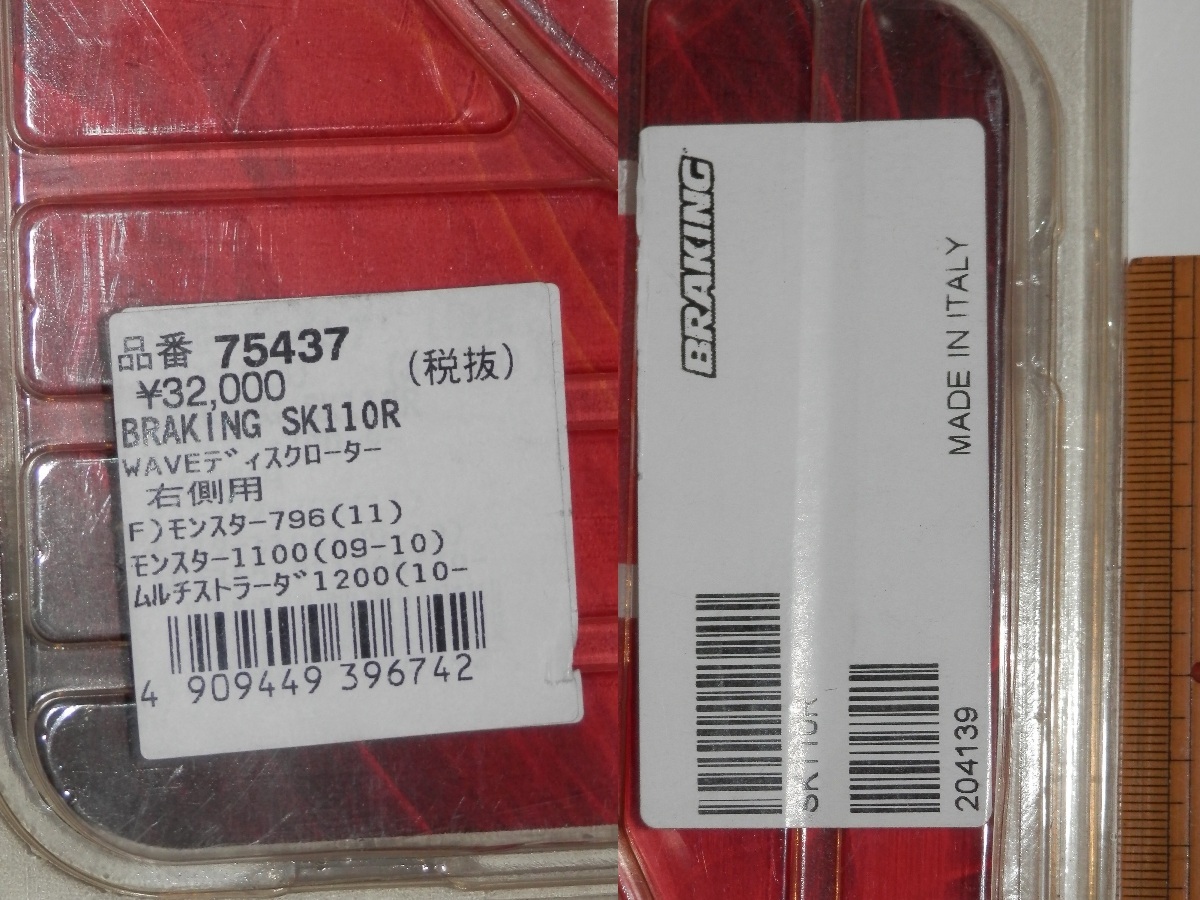 品番 75437
¥32,000 (税抜)
BRAKING SK110R
WAVEディスクローター
右側用
F)モンスター796(11)
モンスター1100(09-10)
ムルチストラーダ1200(10-
4 909449 396742
BRAKING
MADE IN ITALY
SK110R
204139